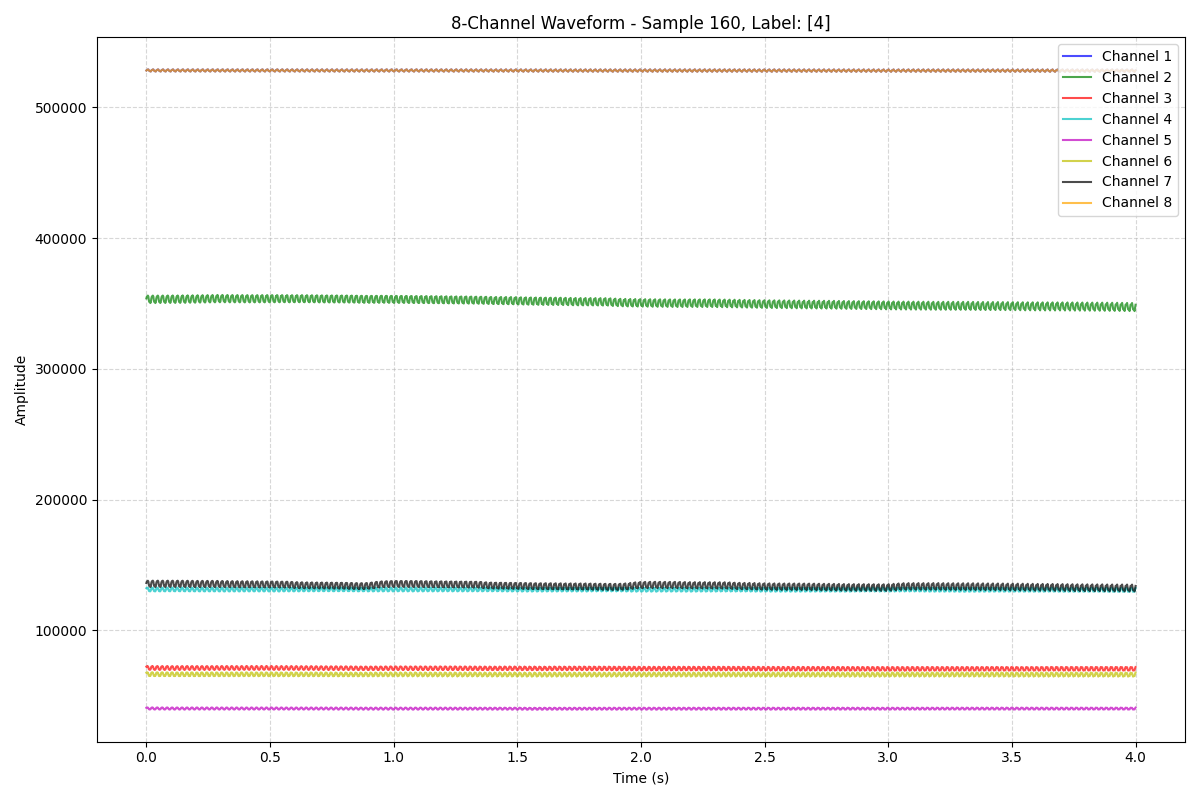 8-Channel Waveform - Sample 160, Label: [4]
Channel 1
Channel 2
Channel 3
Channel 4
Channel 5
Channel 6
Channel 7
Channel 8
500000
400000
300000
200000
100000
Amplitude
0.0 0.5 1.0 1.5 2.0 2.5 3.0 3.5 4.0
Time (s)